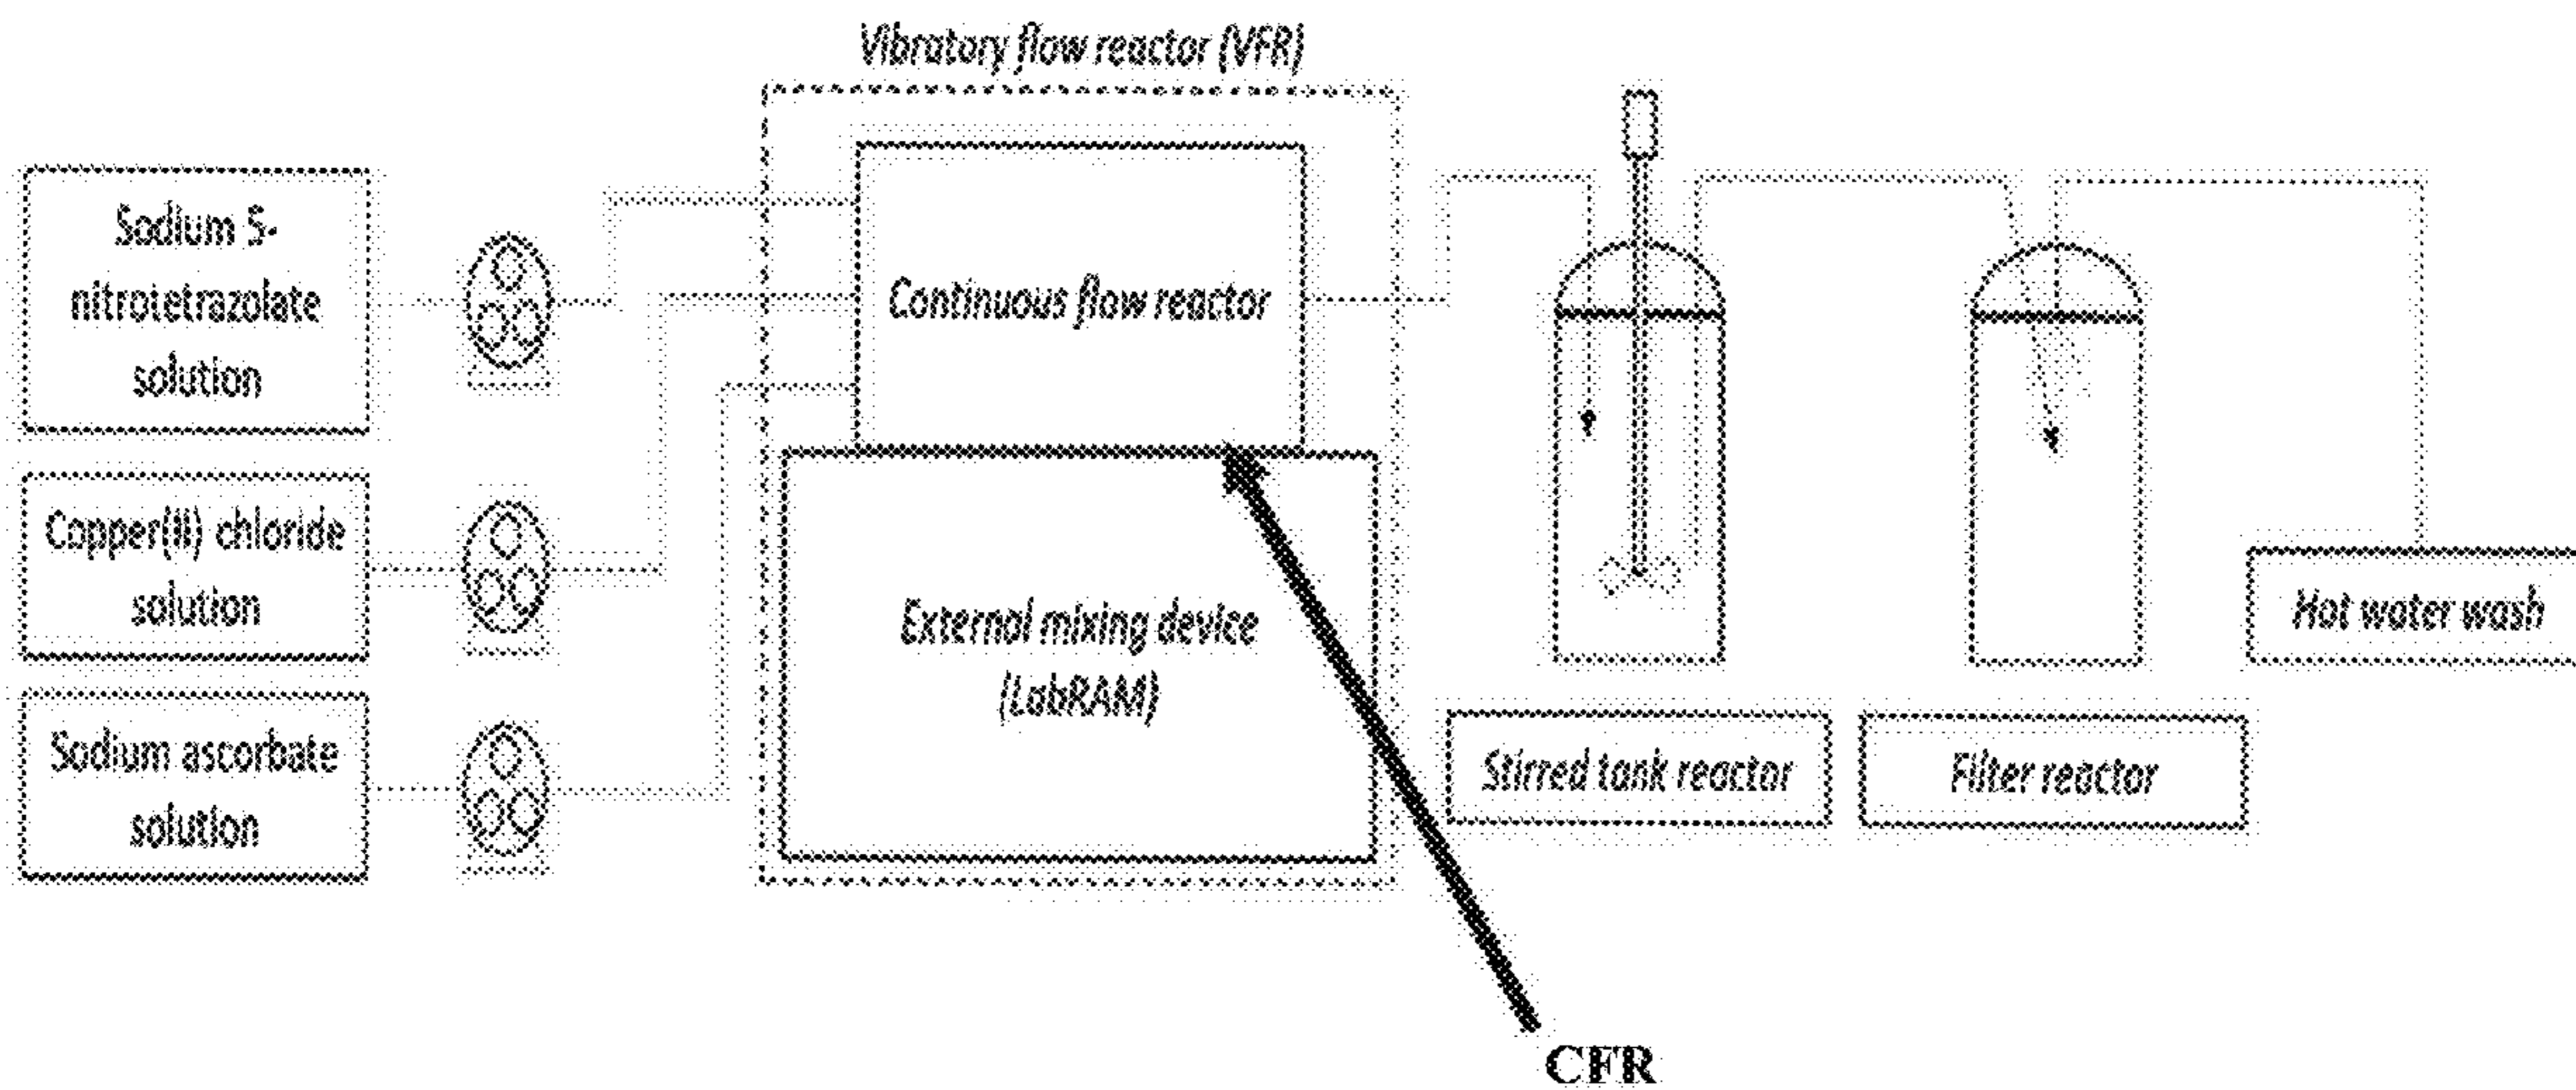 Vibratory flow reactor (VFR)
Sodium 5-
nitrotetrazolate
solution
Copper(II) chloride
solution
Sodium ascorbate
solution
Continuous flow reactor
External mixing device
(LabRAM)
Stirred tank reactor
Filter reactor
Hot water wash
CFR